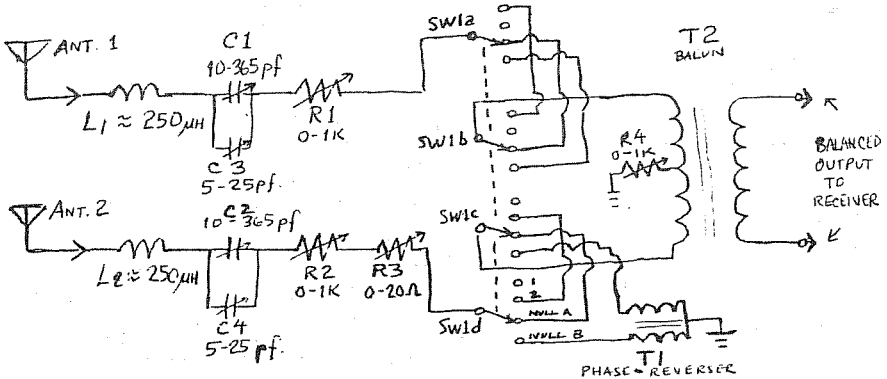 ANT. 1
C1
10-365pf
L1 ≈ 250μH
C3
5-25pf.
R1
0-1K
SW1a
SW1b
T2
BALUN
R4
0-1K
BALANCED
OUTPUT
TO
RECEIVER
ANT. 2
C2
10-365pf
L2 ≈ 250μH
C4
5-25 pf.
R2
0-1K
R3
0-20Ω
SW1c
SW1d
1
2
NULL A
NULL B
T1
PHASE-REVERSER